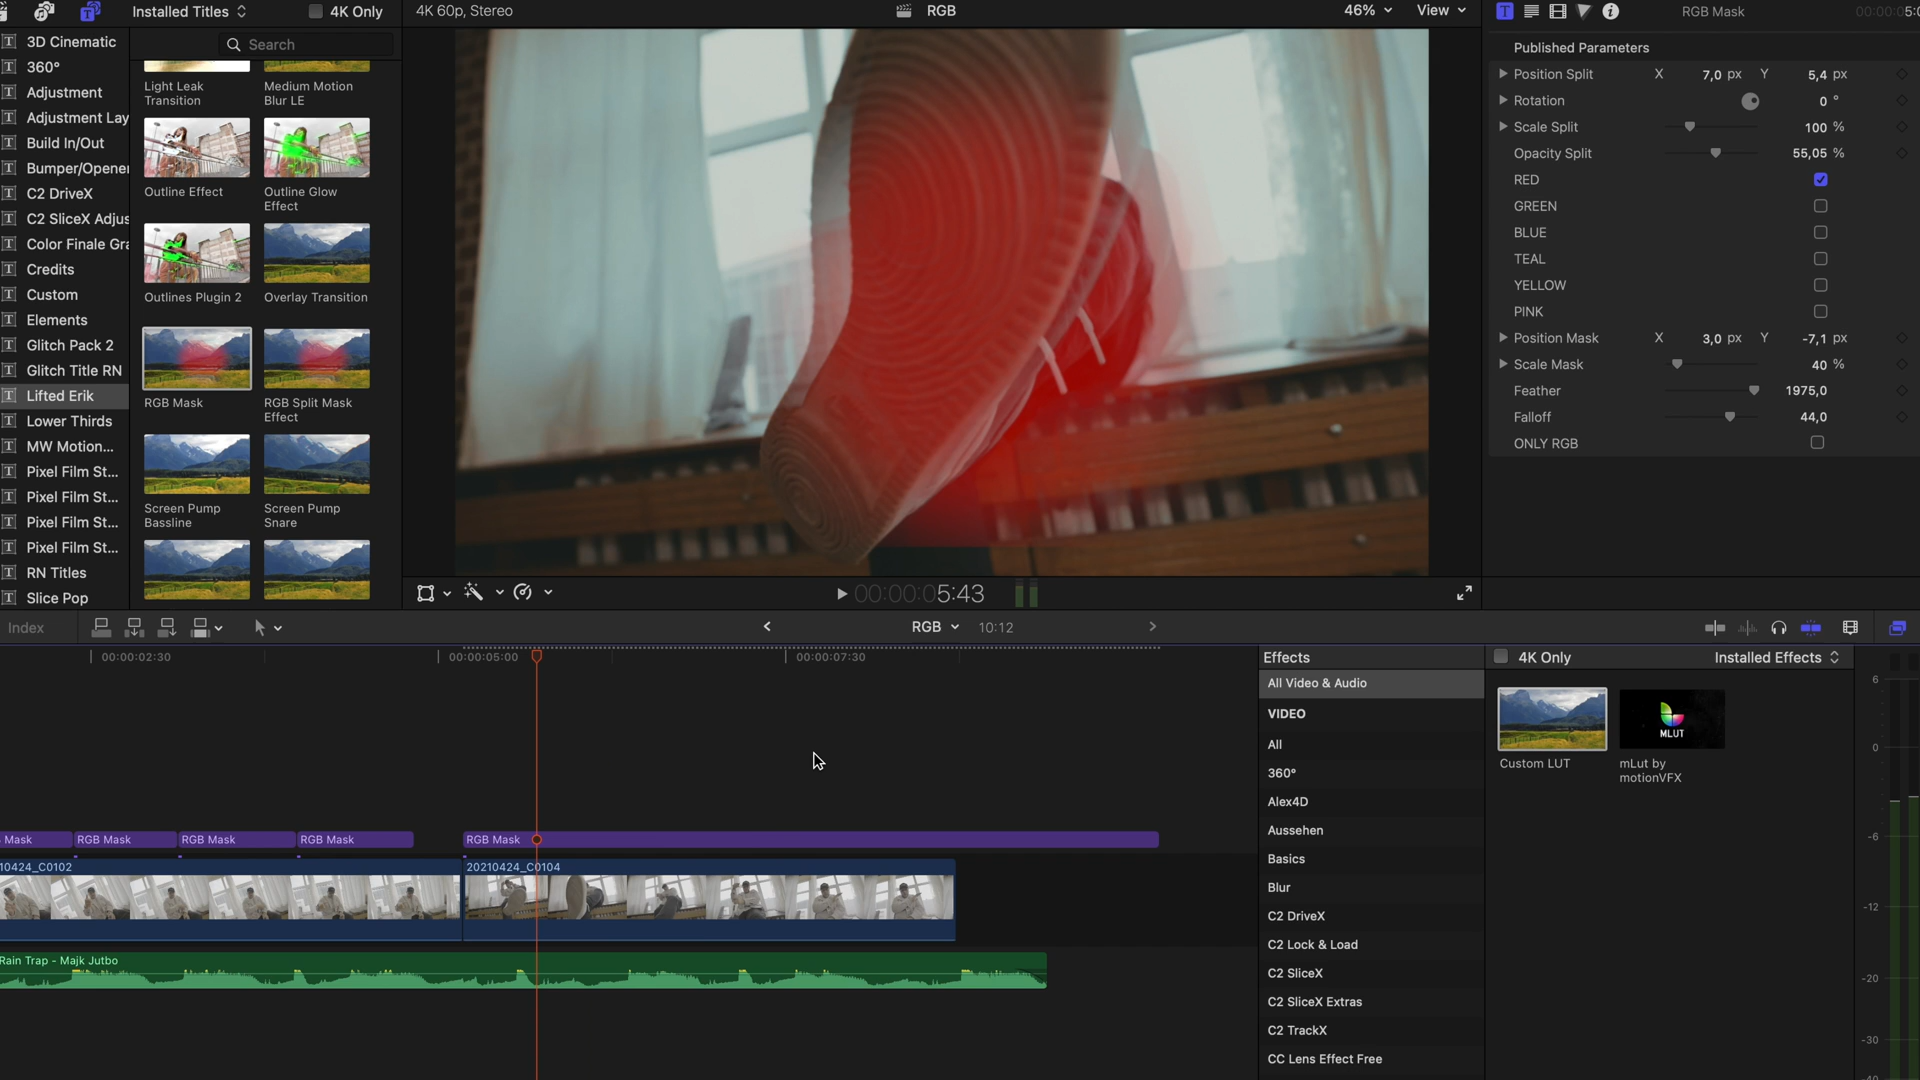 Installed Titles
4K Only
4K 60p, Stereo
RGB
46%
View
RGB Mask
3D Cinematic
360°
Adjustment
Adjustment Lay
Build In/Out
Bumper/Opener
C2 DriveX
C2 SliceX Adjus
Color Finale Gra
Credits
Custom
Elements
Glitch Pack 2
Glitch Title RN
Lifted Erik
Lower Thirds
MW Motion...
Pixel Film St...
Pixel Film St...
Pixel Film St...
Pixel Film St...
RN Titles
Slice Pop
Search
Light Leak
Transition
Medium Motion
Blur LE
Outline Effect
Outline Glow
Effect
Outlines Plugin 2
Overlay Transition
RGB Mask
RGB Split Mask
Effect
Screen Pump
Bassline
Screen Pump
Snare
Published Parameters
Position Split X 7,0 px Y 5,4 px
Rotation 0 °
Scale Split 100 %
Opacity Split 55,05 %
RED
GREEN
BLUE
TEAL
YELLOW
PINK
Position Mask X 3,0 px Y -7,1 px
Scale Mask 40 %
Feather 1975,0
Falloff 44,0
ONLY RGB
00:00:05:43
Index
RGB
10:12
00:00:02:30
00:00:05:00
00:00:07:30
Mask
RGB Mask
RGB Mask
RGB Mask
RGB Mask
10424_C0102
20210424_C0104
Rain Trap - Majk Jutbo
Effects
All Video & Audio
VIDEO
All
360°
Alex4D
Aussehen
Basics
Blur
C2 DriveX
C2 Lock & Load
C2 SliceX
C2 SliceX Extras
C2 TrackX
CC Lens Effect Free
4K Only
Installed Effects
MLUT
Custom LUT
mLut by
motionVFX
6
0
-6
-12
-20
-30